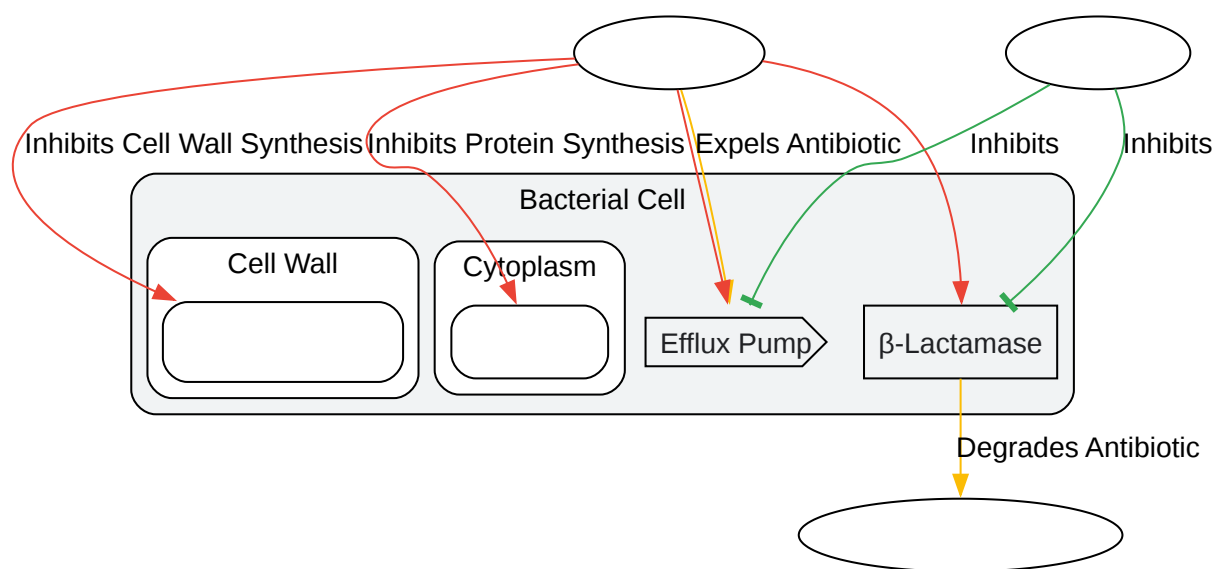 Inhibits Cell Wall Synthesis
Inhibits Protein Synthesis
Expels Antibiotic
Inhibits
Inhibits
Bacterial Cell
Cell Wall
Cytoplasm
Efflux Pump
β-Lactamase
Degrades Antibiotic